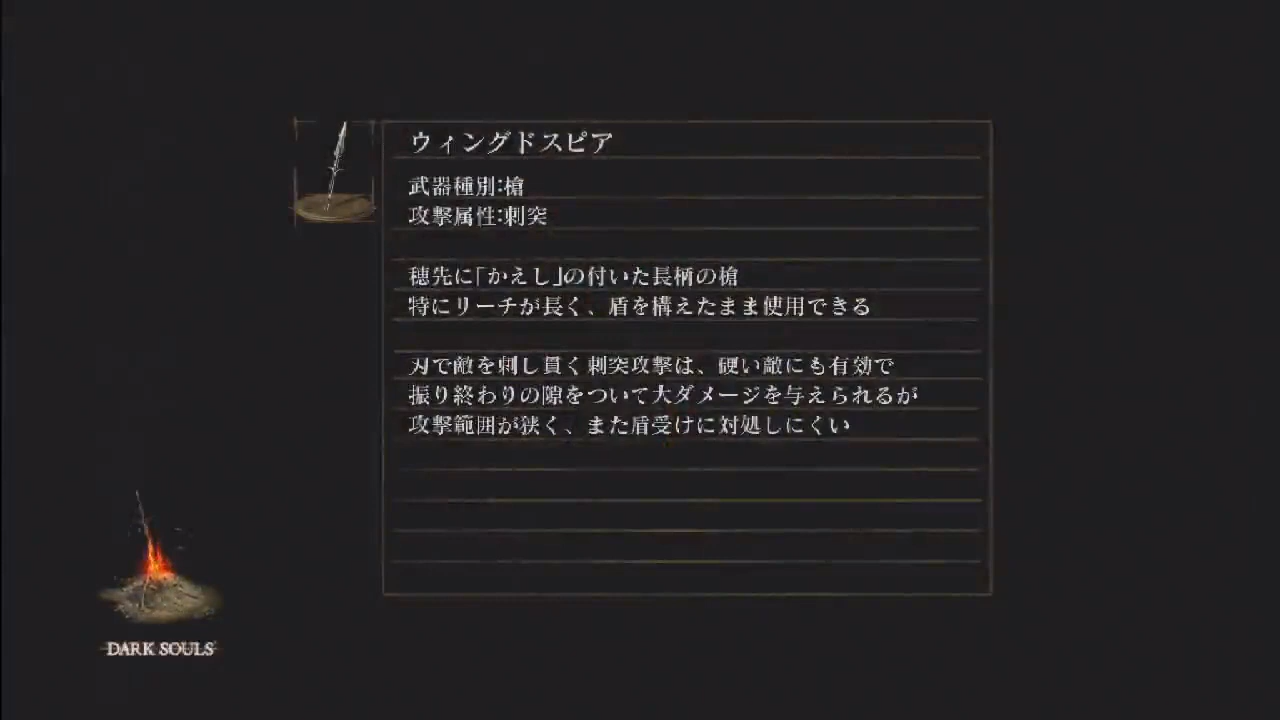 ウィングドスピア
武器種別:槍
攻撃属性:刺突
穂先に「かえし」の付いた長柄の槍
特にリーチが長く、盾を構えたまま使用できる
刃で敵を刺し貫く刺突攻撃は、硬い敵にも有効で
振り終わりの隙をついて大ダメージを与えられるが
攻撃範囲が狭く、また盾受けに対処しにくい
DARK SOULS